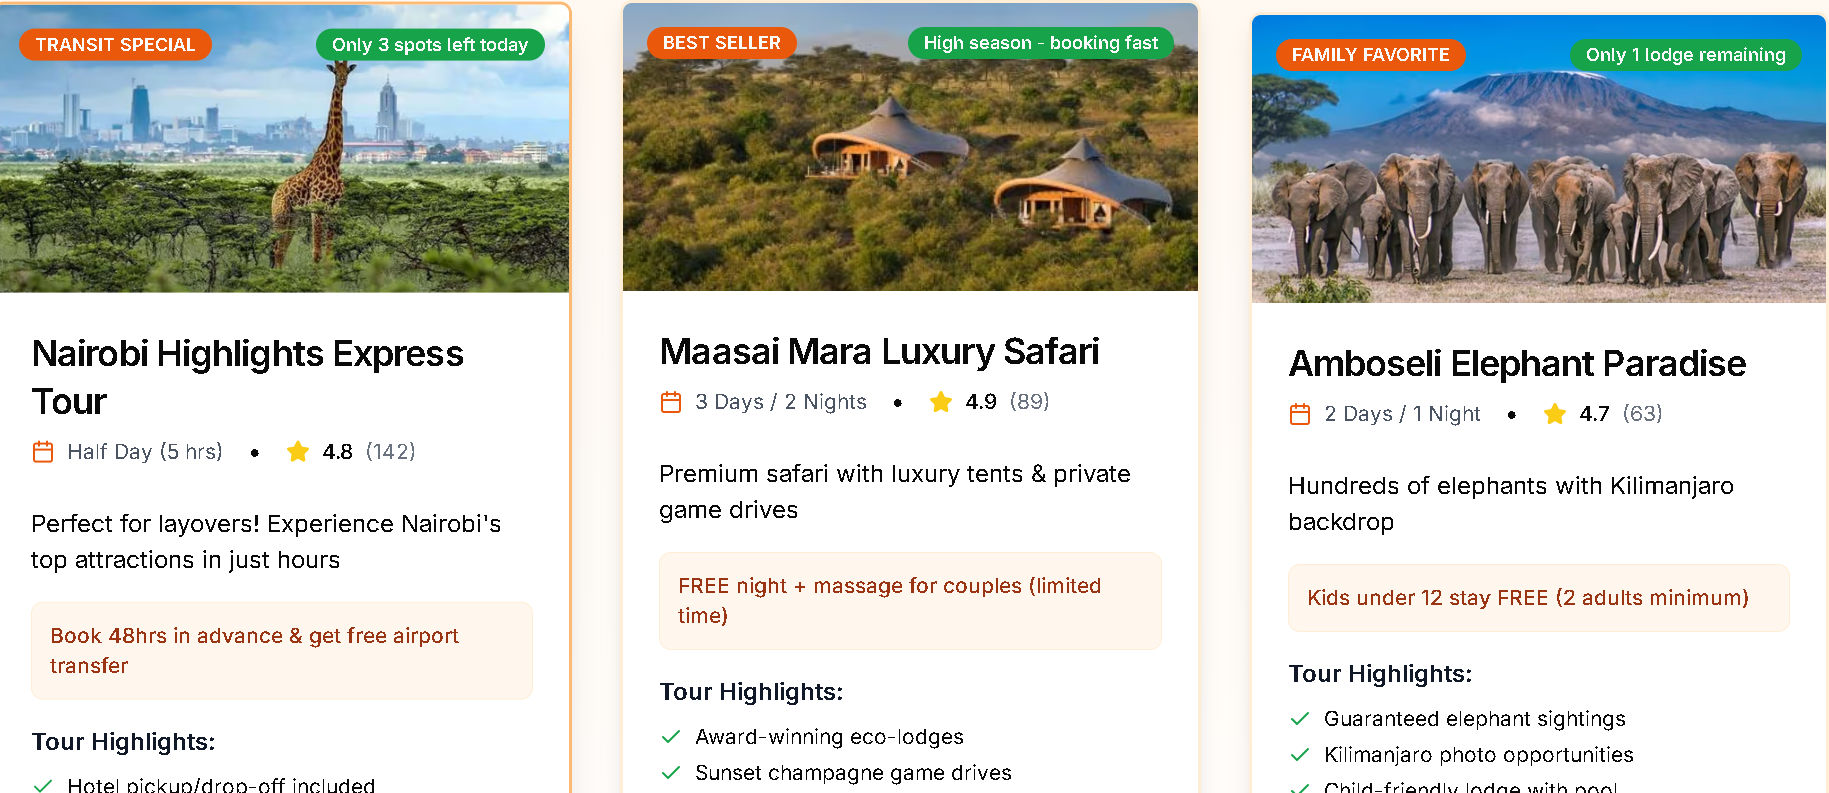 TRANSIT SPECIAL
Only 3 spots left today
Nairobi Highlights Express
Tour
Half Day (5 hrs) • 4.8 (142)
Perfect for layovers! Experience Nairobi's
top attractions in just hours
Book 48hrs in advance & get free airport
transfer
Tour Highlights:
Hotel pickup/drop-off included
BEST SELLER
High season - booking fast
Maasai Mara Luxury Safari
3 Days / 2 Nights • 4.9 (89)
Premium safari with luxury tents & private
game drives
FREE night + massage for couples (limited
time)
Tour Highlights:
Award-winning eco-lodges
Sunset champagne game drives
FAMILY FAVORITE
Only 1 lodge remaining
Amboseli Elephant Paradise
2 Days / 1 Night • 4.7 (63)
Hundreds of elephants with Kilimanjaro
backdrop
Kids under 12 stay FREE (2 adults minimum)
Tour Highlights:
Guaranteed elephant sightings
Kilimanjaro photo opportunities
Child-friendly lodge with pool